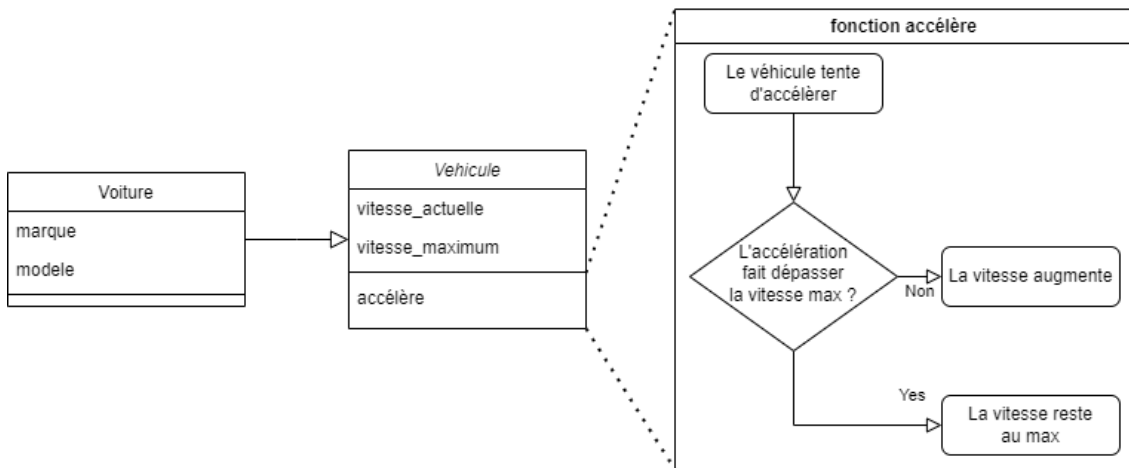 Voiture
marque
modele
Vehicule
vitesse_actuelle
vitesse_maximum
accélère
fonction accélère
Le véhicule tente
d'accélèrer
L'accélération
fait dépasser
la vitesse max ?
Non
La vitesse augmente
Yes
La vitesse reste
au max